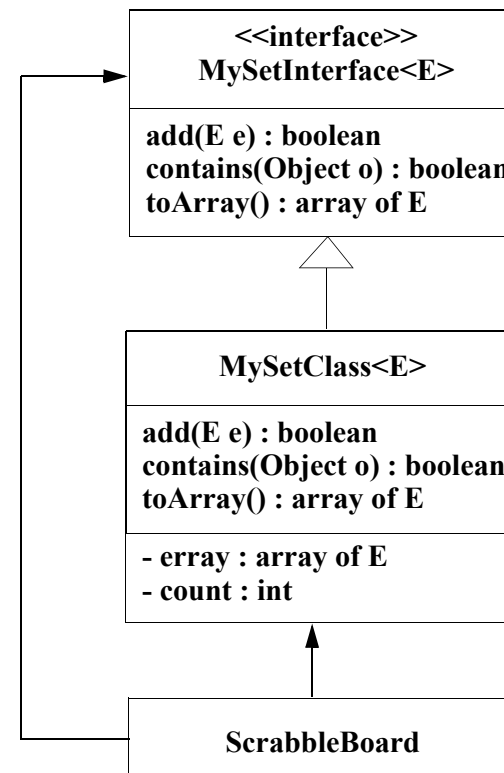 <<interface>>
MySetInterface<E>
add(E e) : boolean
contains(Object o) : boolean
toArray() : array of E
MySetClass<E>
add(E e) : boolean
contains(Object o) : boolean
toArray() : array of E
- erray : array of E
- count : int
ScrabbleBoard